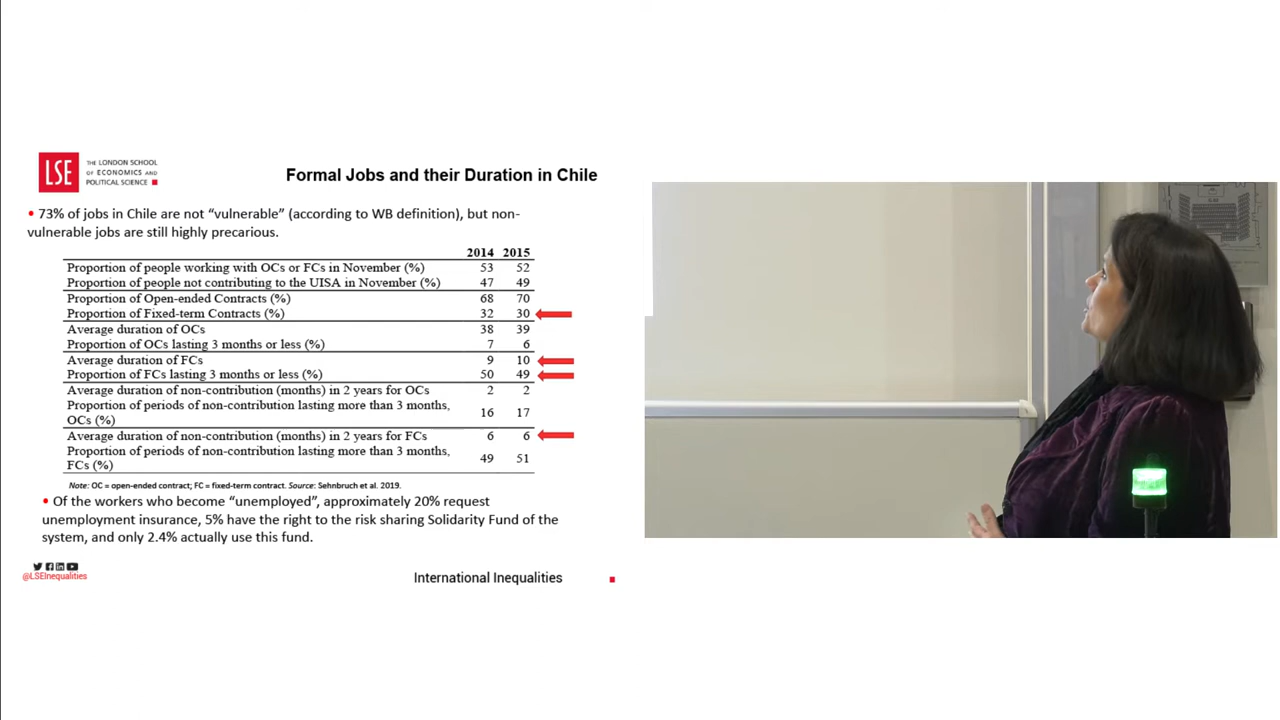 LSE
THE LONDON SCHOOL
OF ECONOMICS AND
POLITICAL SCIENCE
Formal Jobs and their Duration in Chile
• 73% of jobs in Chile are not “vulnerable” (according to WB definition), but non-
vulnerable jobs are still highly precarious.
2014 2015
Proportion of people working with OCs or FCs in November (%) 53 52
Proportion of people not contributing to the UISA in November (%) 47 49
Proportion of Open-ended Contracts (%) 68 70
Proportion of Fixed-term Contracts (%) 32 30
Average duration of OCs 38 39
Proportion of OCs lasting 3 months or less (%) 7 6
Average duration of FCs 9 10
Proportion of FCs lasting 3 months or less (%) 50 49
Average duration of non-contribution (months) in 2 years for OCs 2 2
Proportion of periods of non-contribution lasting more than 3 months,
OCs (%) 16 17
Average duration of non-contribution (months) in 2 years for FCs 6 6
Proportion of periods of non-contribution lasting more than 3 months,
FCs (%) 49 51
Note: OC = open-ended contract; FC = fixed-term contract. Source: Sehnbruch et al. 2019.
• Of the workers who become “unemployed”, approximately 20% request
unemployment insurance, 5% have the right to the risk sharing Solidarity Fund of the
system, and only 2.4% actually use this fund.
@LSEInequalities
International Inequalities